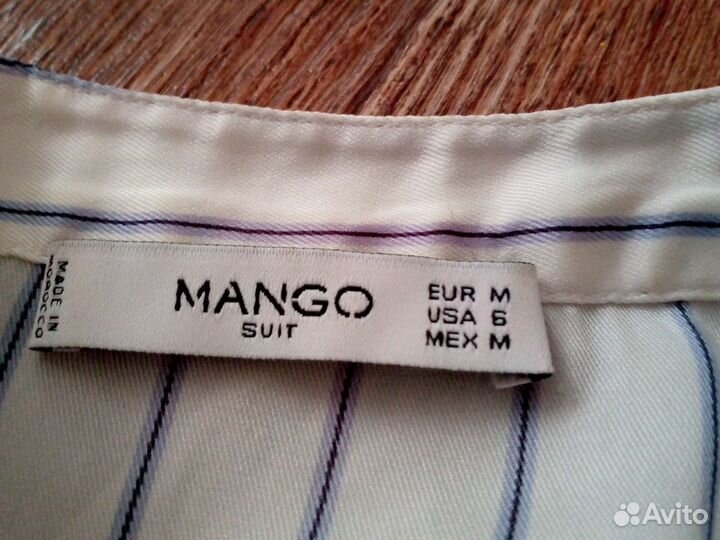 MADE IN
MOROCCO
MANGO
SUIT
EUR M
USA 6
MEX M
Avito